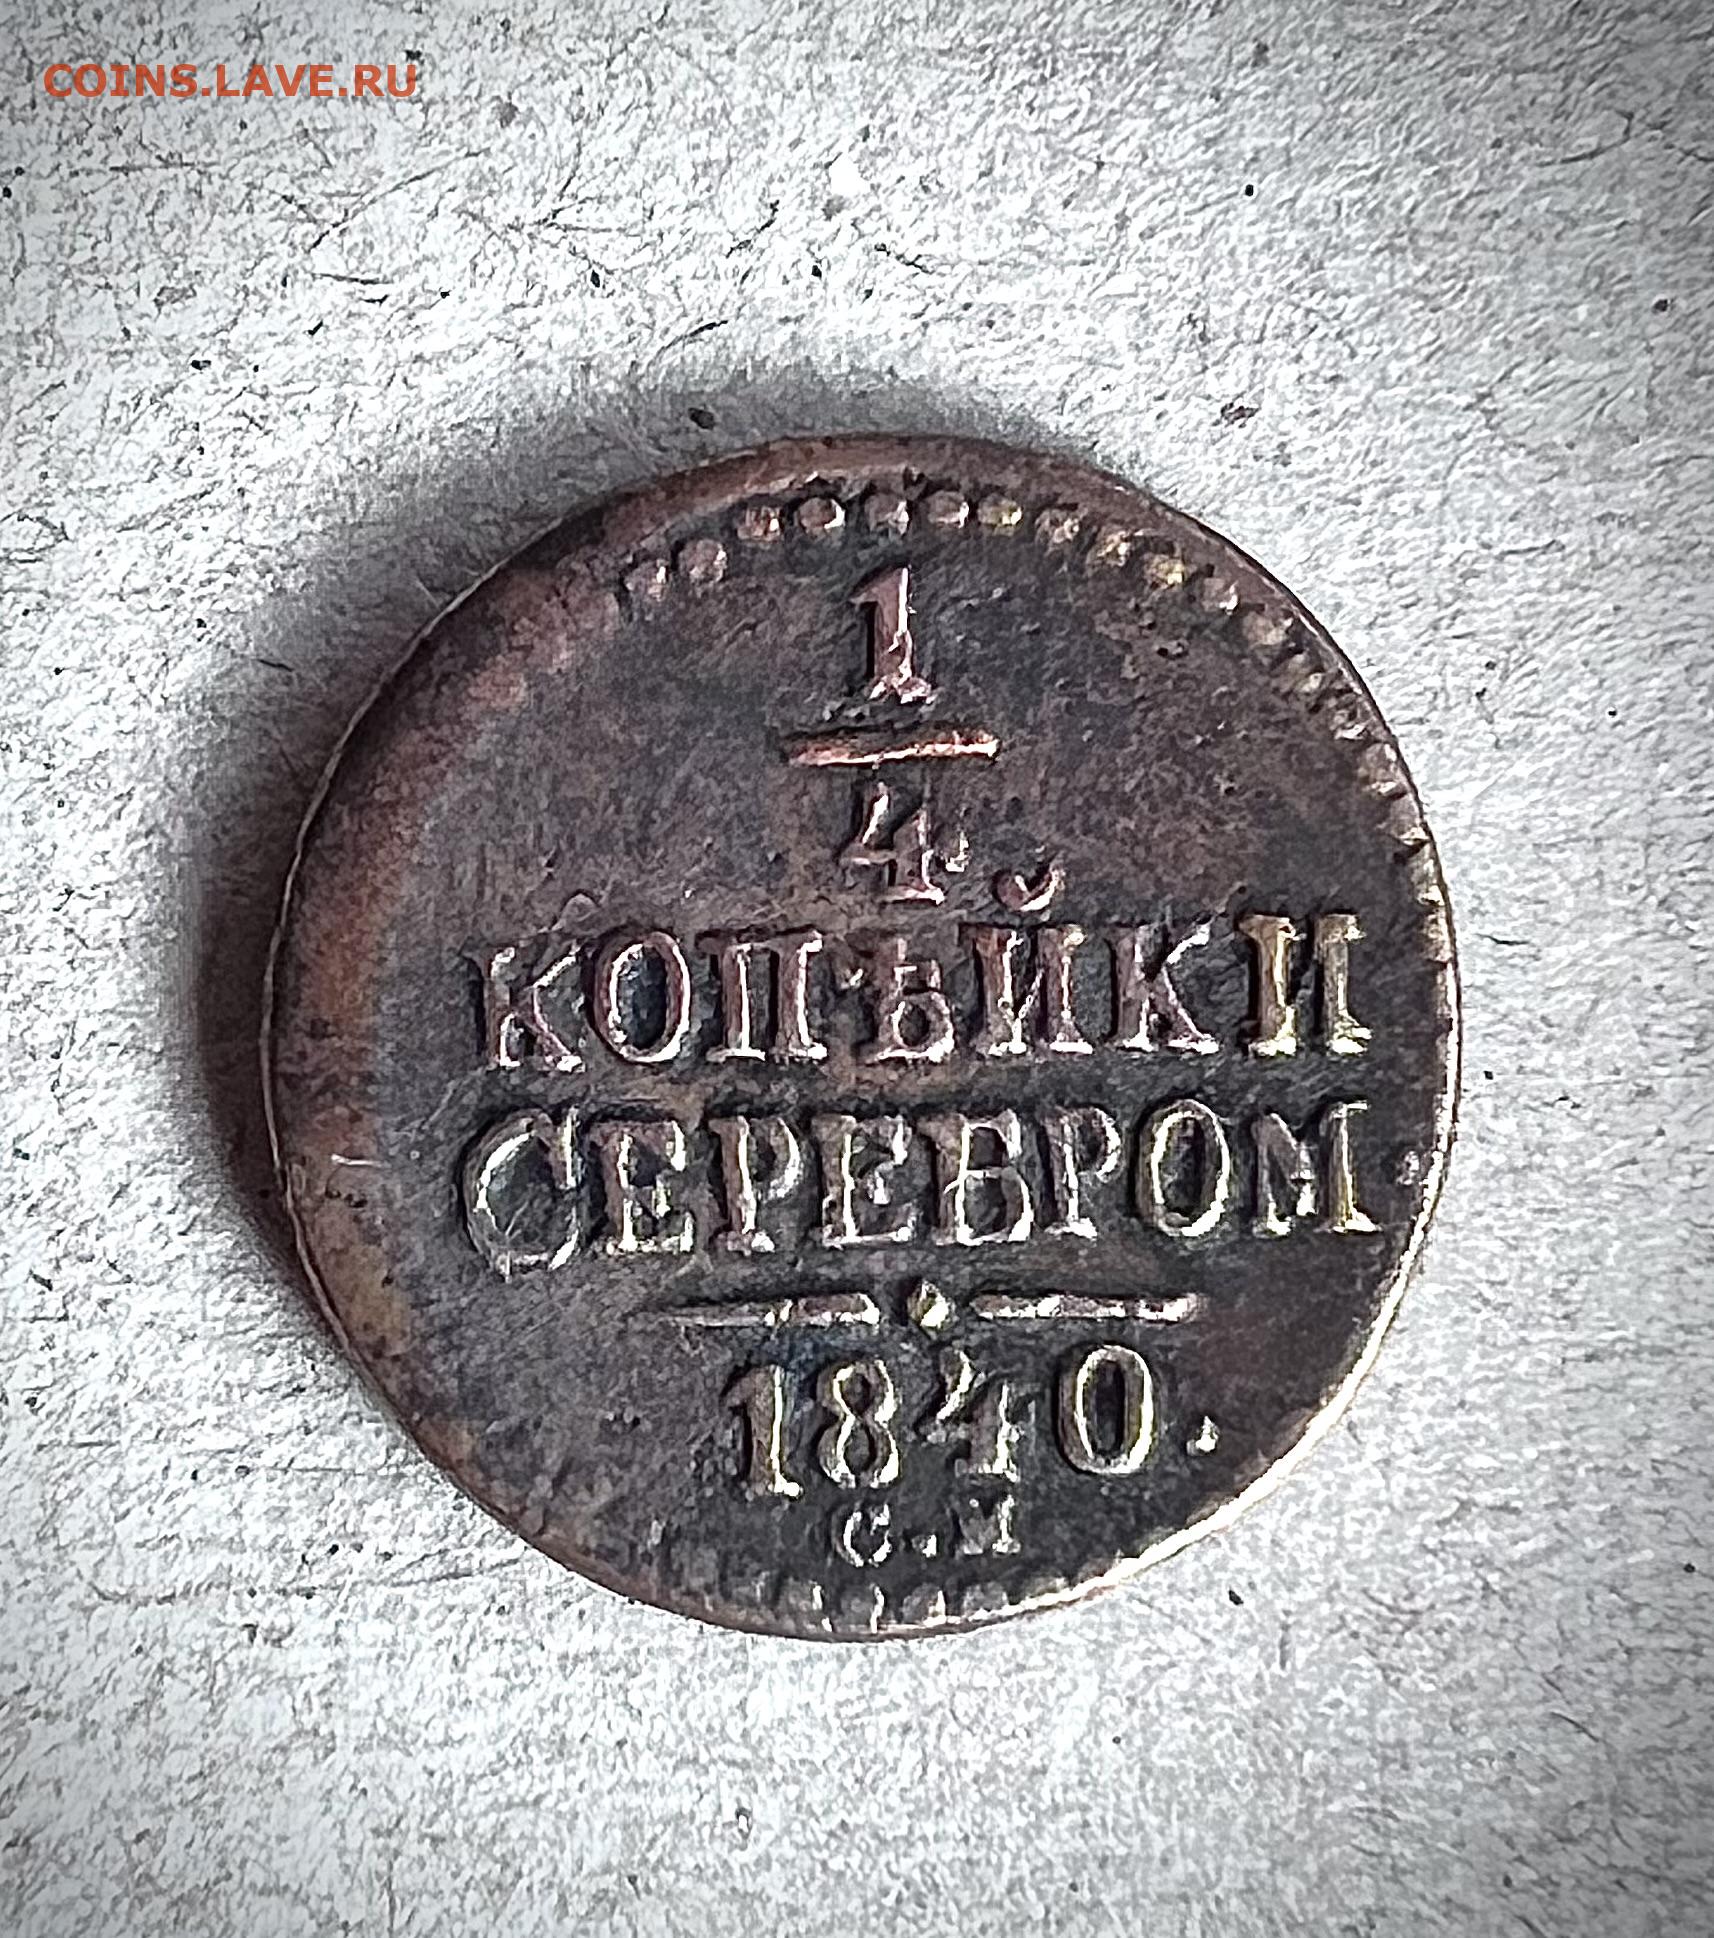 COINS.LAVE.RU
1
4
КОПѢЙКИ
СЕРЕБРОМ
1840.
С.М